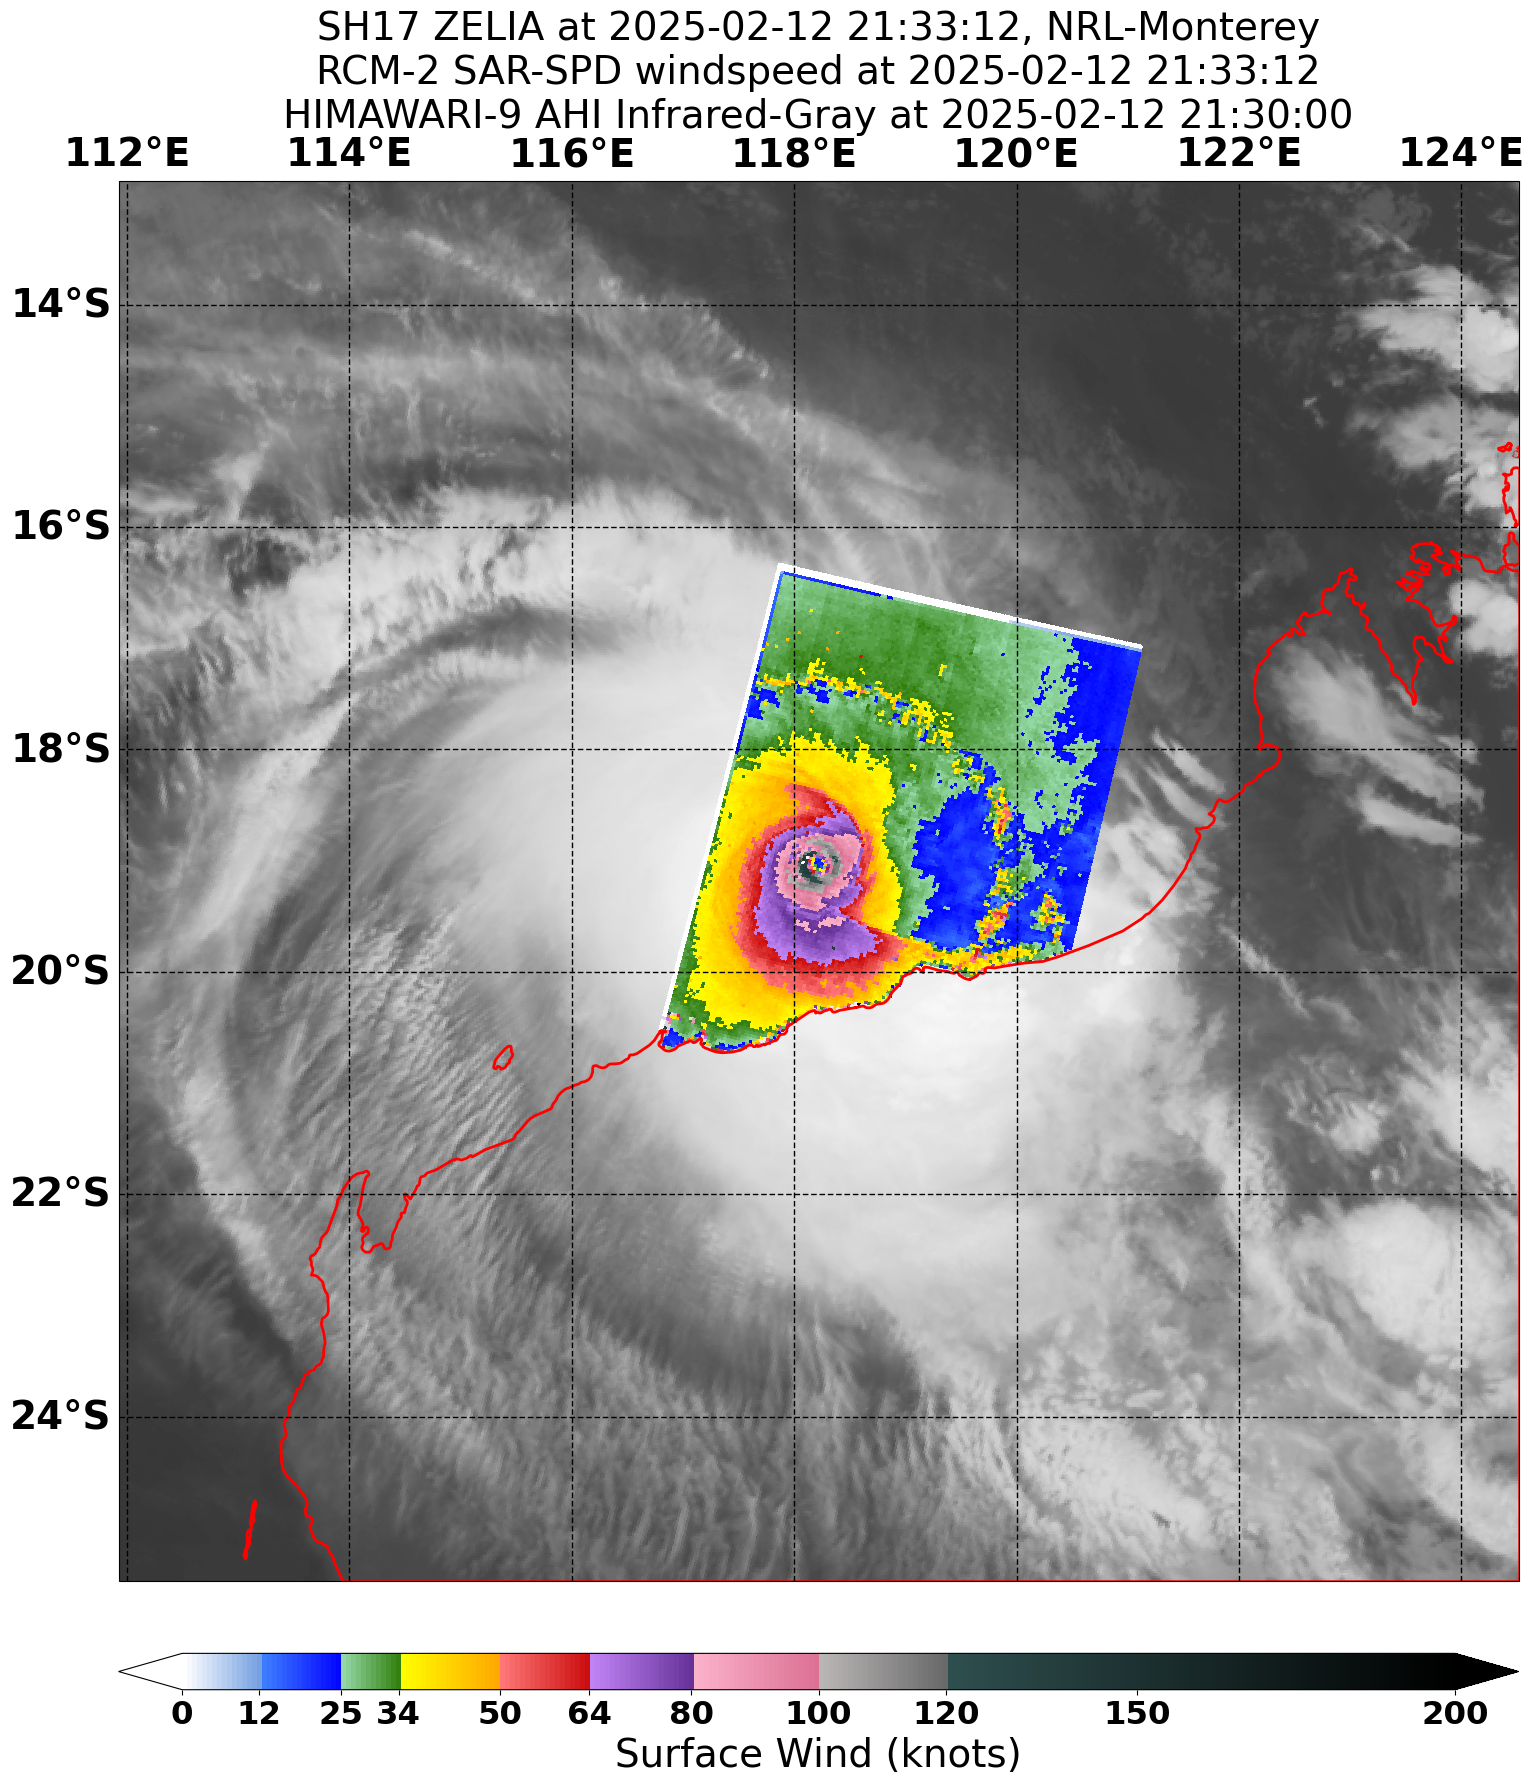 SH17 ZELIA at 2025-02-12 21:33:12, NRL-Monterey
RCM-2 SAR-SPD windspeed at 2025-02-12 21:33:12
HIMAWARI-9 AHI Infrared-Gray at 2025-02-12 21:30:00
112°E 114°E 116°E 118°E 120°E 122°E 124°E
14°S
16°S
18°S
20°S
22°S
24°S
0 12 25 34 50 64 80 100 120 150 200
Surface Wind (knots)